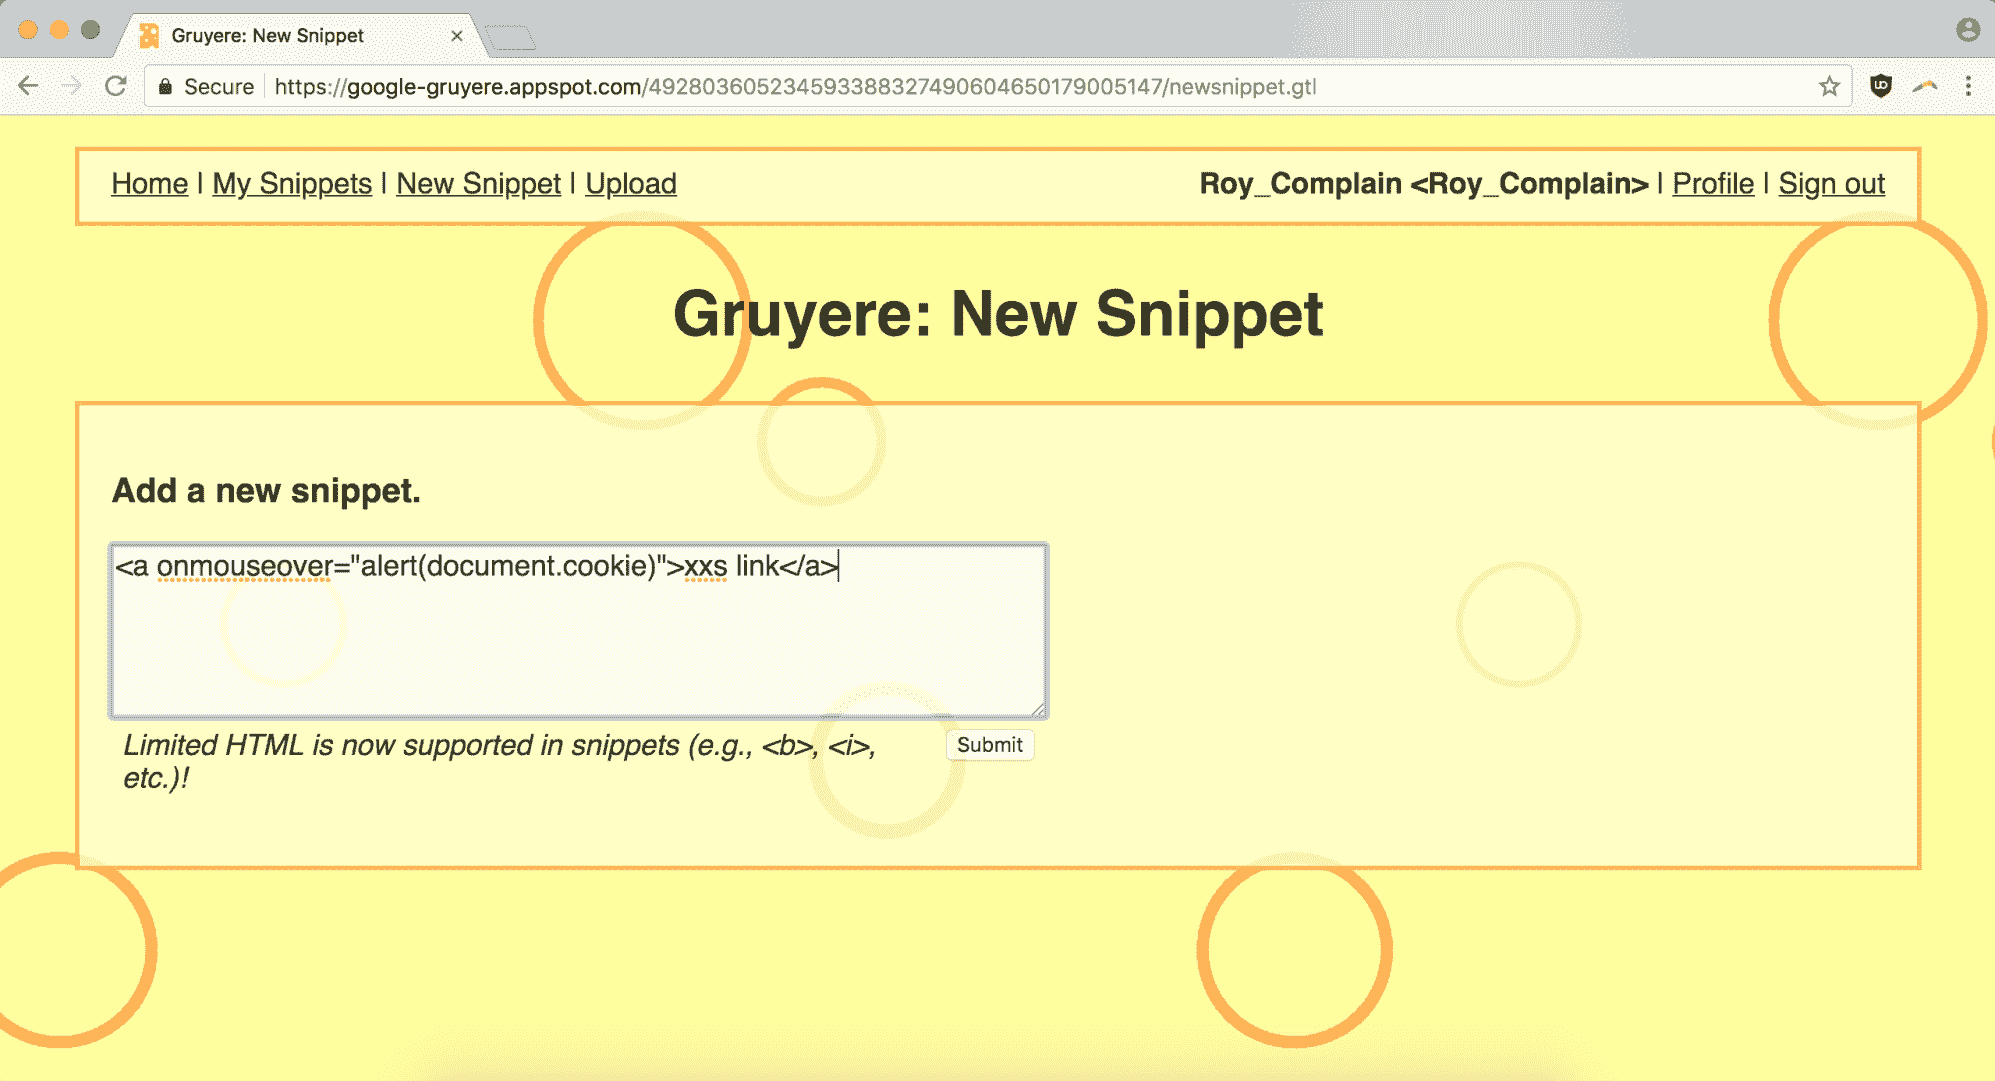 Gruyere: New Snippet
Secure https://google-gruyere.appspot.com/492803605234593388327490604650179005147/newsnippet.gtl
Home | My Snippets | New Snippet | Upload Roy_Complain <Roy_Complain> | Profile | Sign out
Gruyere: New Snippet
Add a new snippet.
<a onmouseover="alert(document.cookie)">xxs link</a>
Limited HTML is now supported in snippets (e.g., <b>, <i>,
etc.)!
Submit